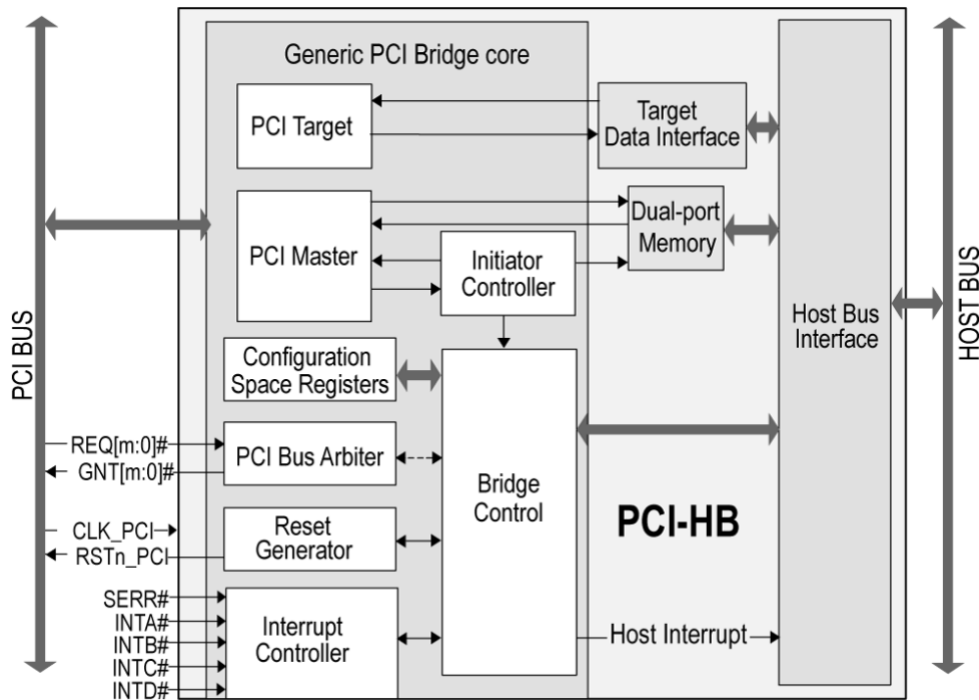 Generic PCI Bridge core
PCI Target
Target
Data Interface
PCI Master
Dual-port
Memory
Initiator
Controller
Host Bus
Interface
PCI BUS
HOST BUS
Configuration
Space Registers
REQ[m:0]#
GNT[m:0]#
PCI Bus Arbiter
Bridge
Control
PCI-HB
CLK_PCI
RSTn_PCI
Reset
Generator
SERR#
INTA#
INTB#
INTC#
INTD#
Interrupt
Controller
Host Interrupt